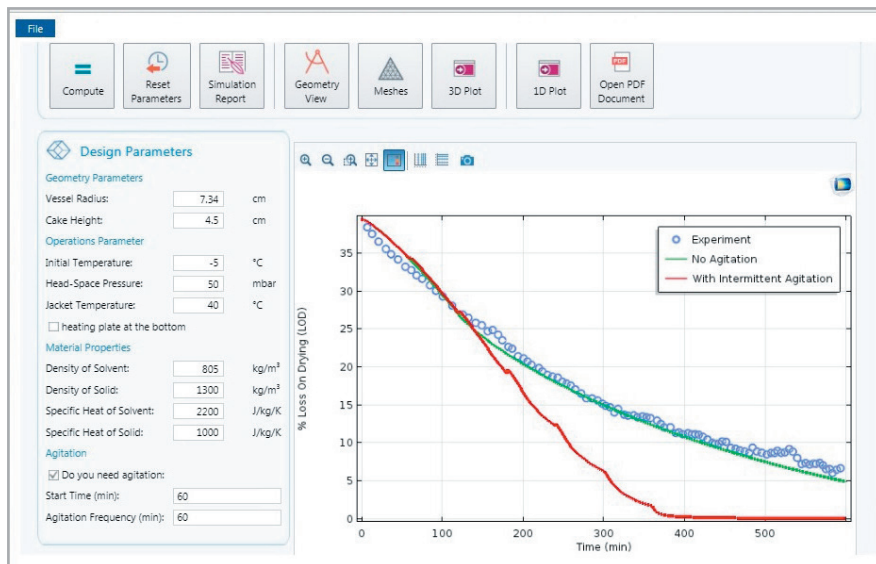 File
Compute
Reset
Parameters
Simulation
Report
Geometry
View
Meshes
3D Plot
1D Plot
PDF
Open PDF
Document
Design Parameters
Geometry Parameters
Vessel Radius: 7.34 cm
Cake Height: 4.5 cm
Operations Parameter
Initial Temperature: -5 °C
Head-Space Pressure: 50 mbar
Jacket Temperature: 40 °C
heating plate at the bottom
Material Properties
Density of Solvent: 805 kg/m³
Density of Solid: 1300 kg/m³
Specific Heat of Solvent: 2200 J/kg/K
Specific Heat of Solid: 1000 J/kg/K
Agitation
Do you need agitation:
Start Time (min): 60
Agitation Frequency (min): 60
% Loss On Drying (LOD)
35
30
25
20
15
10
5
0
Experiment
No Agitation
With Intermittent Agitation
0 100 200 300 400 500
Time (min)